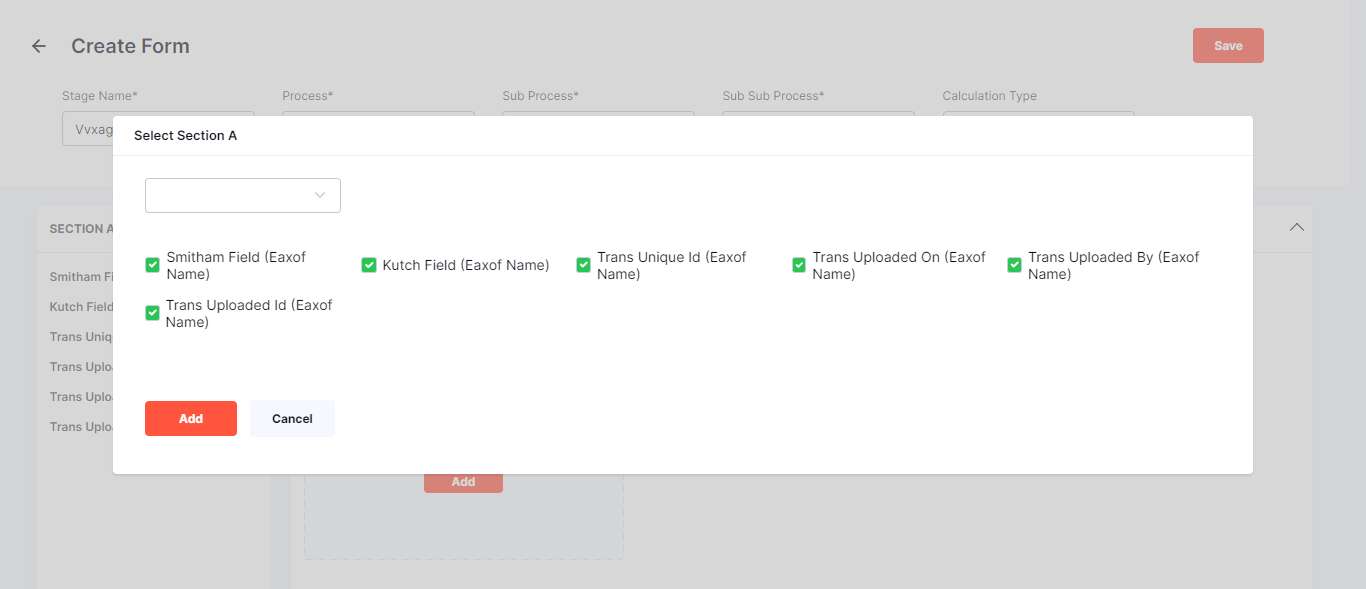 Create Form
Save
Stage Name*
Process*
Sub Process*
Sub Sub Process*
Calculation Type
Vvxag
Select Section A
SECTION A
Smitham Fi
Kutch Field
Trans Uniq
Trans Uplo
Trans Uplo
Trans Uplo
Smitham Field (Eaxof
Name)
Kutch Field (Eaxof Name)
Trans Unique Id (Eaxof
Name)
Trans Uploaded On (Eaxof
Name)
Trans Uploaded By (Eaxof
Name)
Trans Uploaded Id (Eaxof
Name)
Add
Cancel
Add